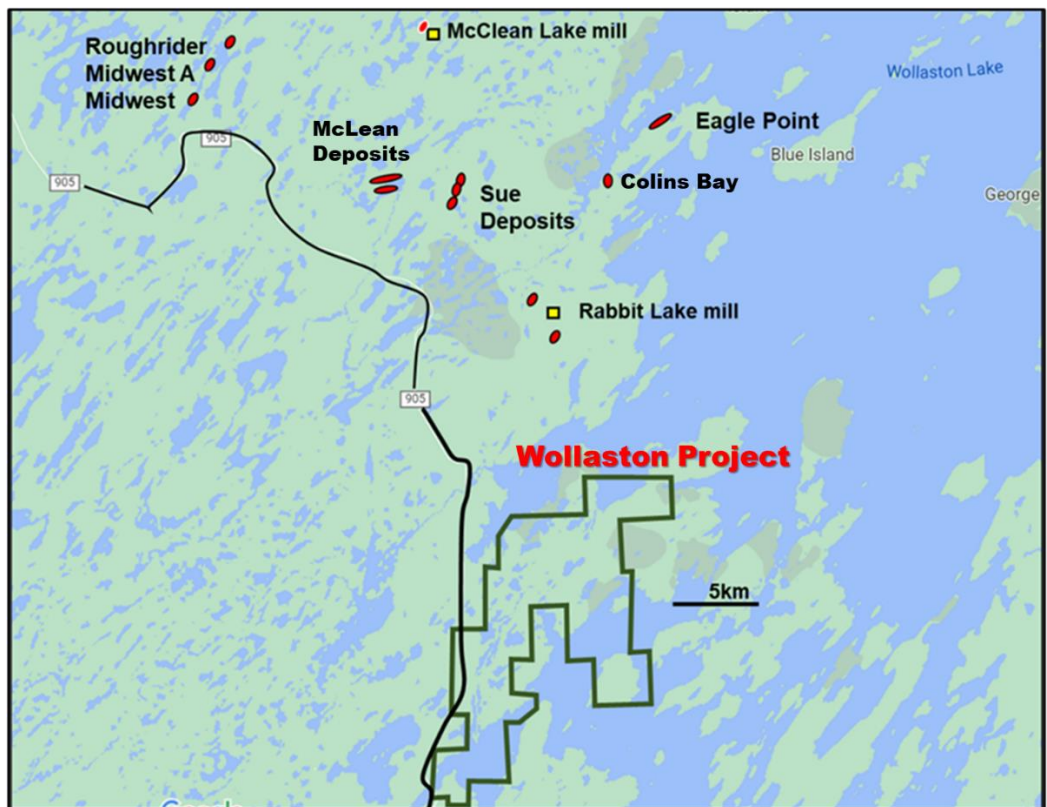 McClean Lake mill
Roughrider
Midwest A
Midwest
Wollaston Lake
905
McLean
Deposits
Eagle Point
Blue Island
905
Colins Bay
George
Sue
Deposits
Rabbit Lake mill
905
Wollaston Project
5km